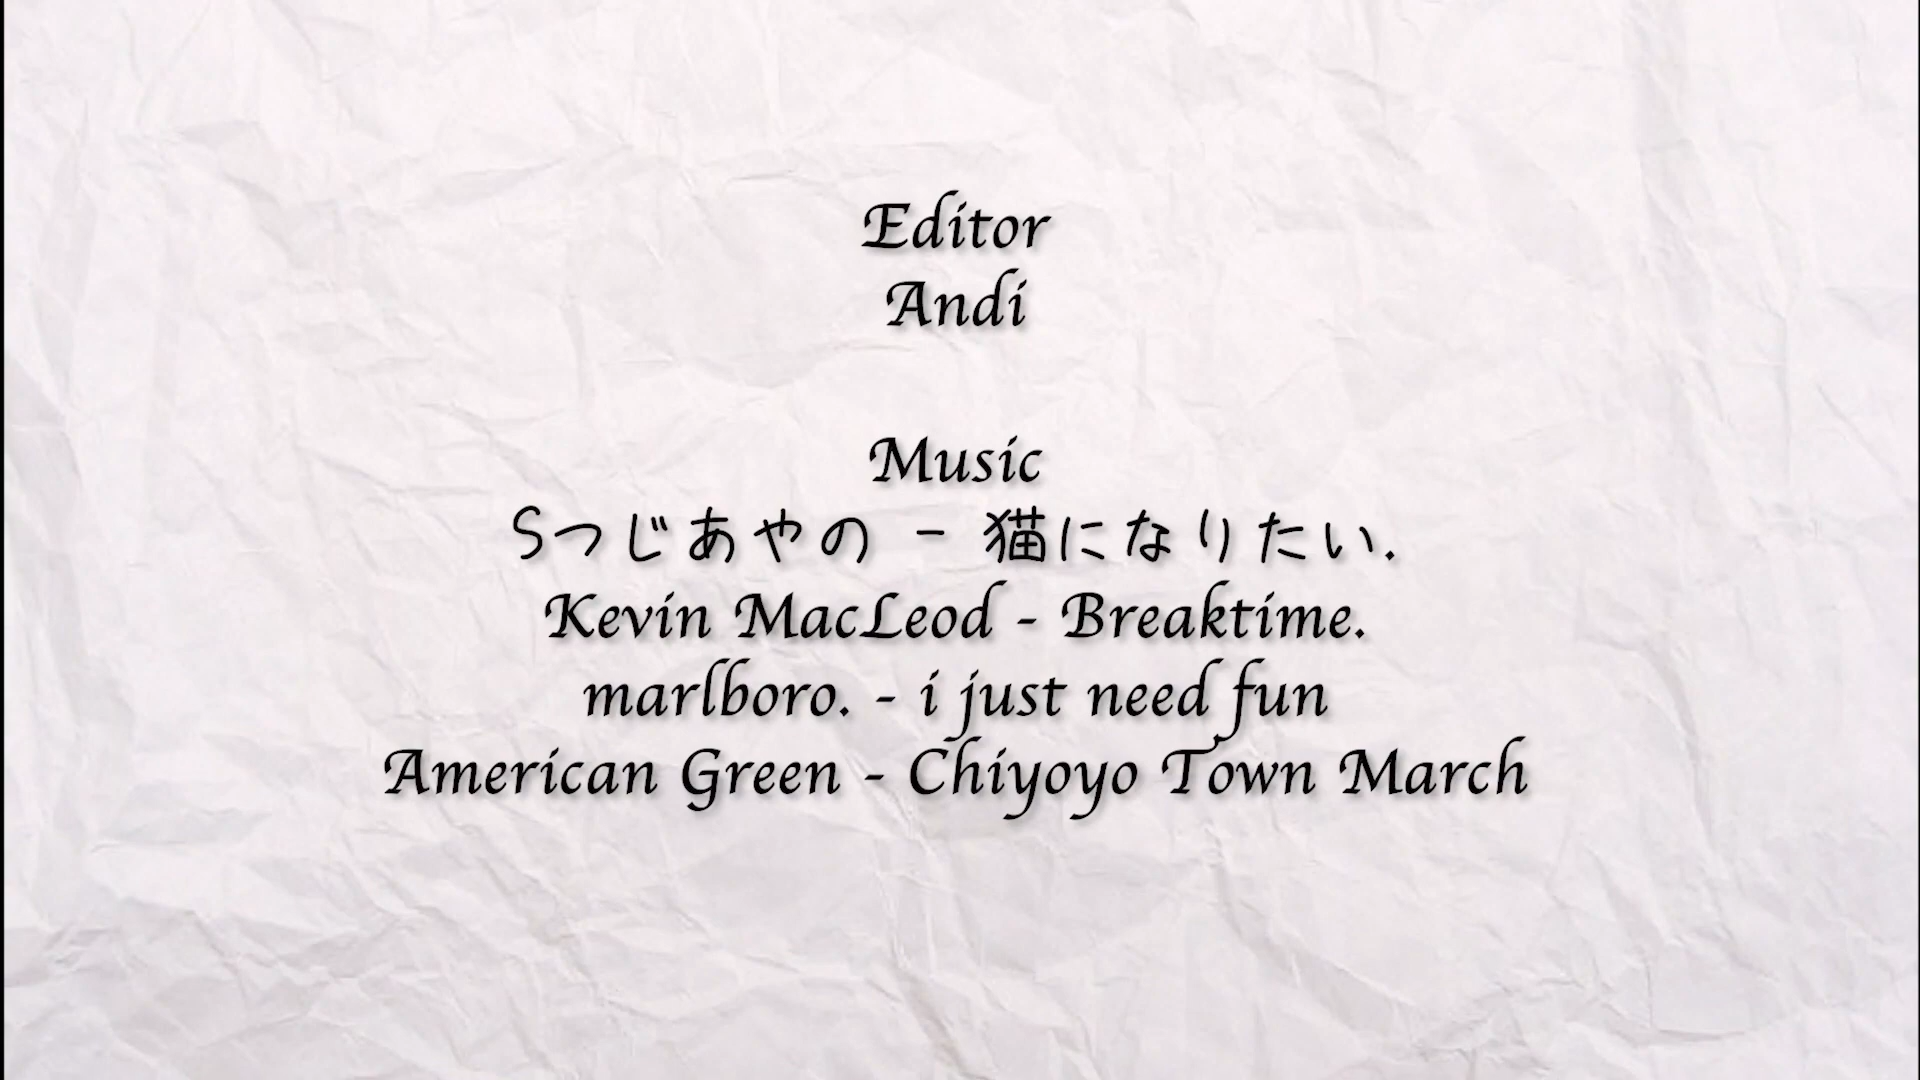 Editor
Andi
Music
Sつじあやの - 猫になりたい.
Kevin MacLeod - Breaktime.
marlboro. - i just need fun
American Green - Chiyoyo Town March